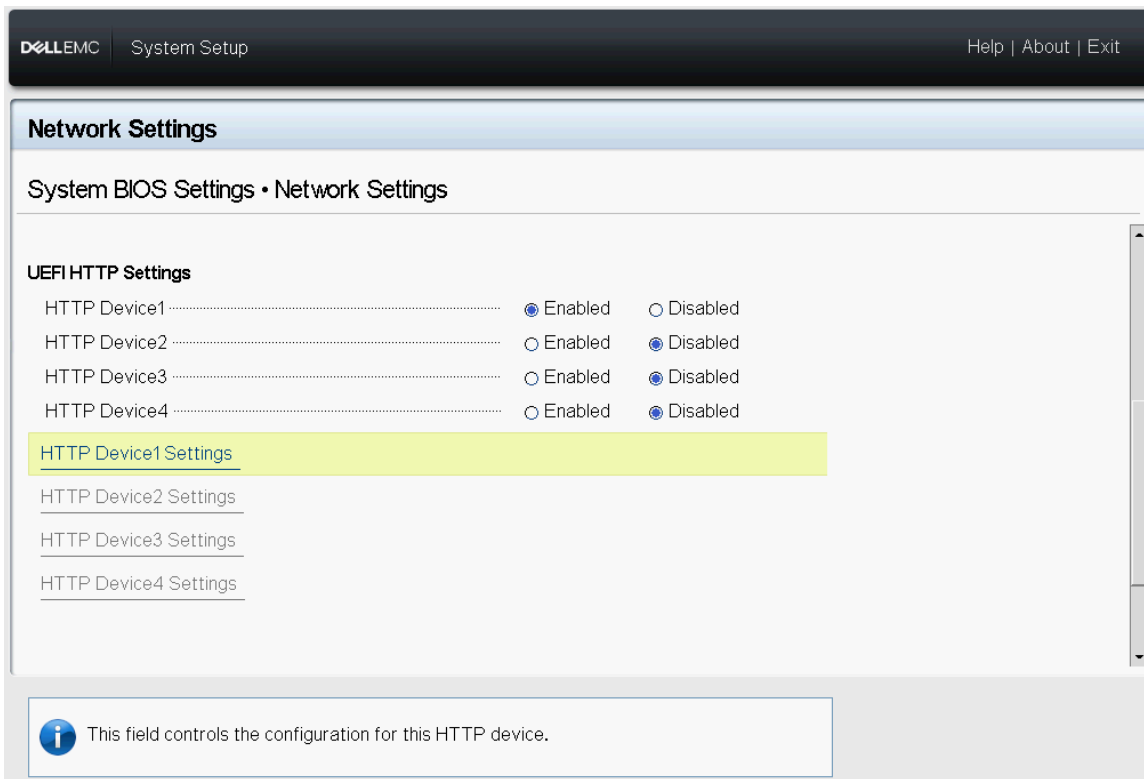 DELLEMC System Setup Help | About | Exit
Network Settings
System BIOS Settings • Network Settings
UEFI HTTP Settings
HTTP Device1 Enabled Disabled
HTTP Device2 Enabled Disabled
HTTP Device3 Enabled Disabled
HTTP Device4 Enabled Disabled
HTTP Device1 Settings
HTTP Device2 Settings
HTTP Device3 Settings
HTTP Device4 Settings
This field controls the configuration for this HTTP device.